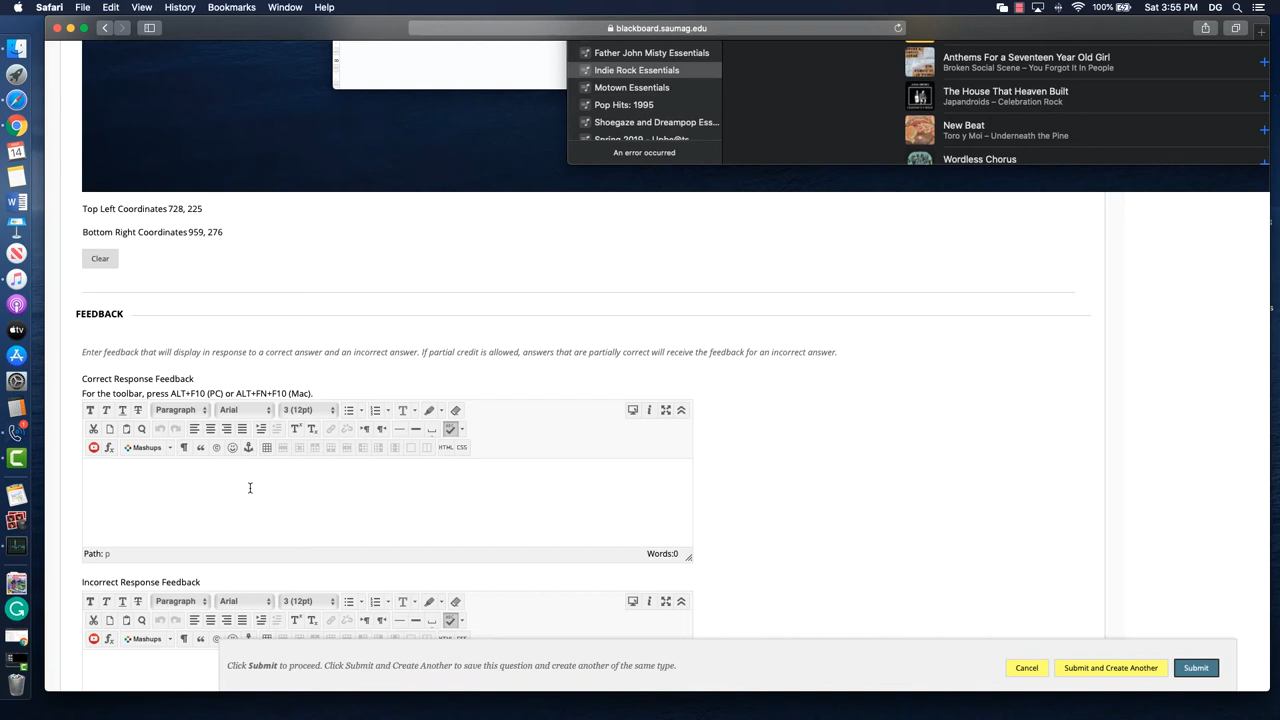 Safari File Edit View History Bookmarks Window Help Sat 3:55 PM DG
blackboard.saumag.edu
Father John Misty Essentials
Indie Rock Essentials
Motown Essentials
Pop Hits: 1995
Shoegaze and Dreampop Ess...
An error occurred
Anthems For a Seventeen Year Old Girl
Broken Social Scene – You Forgot It In People
The House That Heaven Built
Japandroids – Celebration Rock
New Beat
Toro y Moi – Underneath the Pine
Wordless Chorus
Top Left Coordinates 728, 225
Bottom Right Coordinates 959, 276
Clear
FEEDBACK
Enter feedback that will display in response to a correct answer and an incorrect answer. If partial credit is allowed, answers that are partially correct will receive the feedback for an incorrect answer.
Correct Response Feedback
For the toolbar, press ALT+F10 (PC) or ALT+FN+F10 (Mac).
T T T T Paragraph Arial 3 (12pt)
Mashups HTML CSS
Path: p Words:0
Incorrect Response Feedback
T T T T Paragraph Arial 3 (12pt)
Mashups
Click Submit to proceed. Click Submit and Create Another to save this question and create another of the same type.
Cancel Submit and Create Another Submit